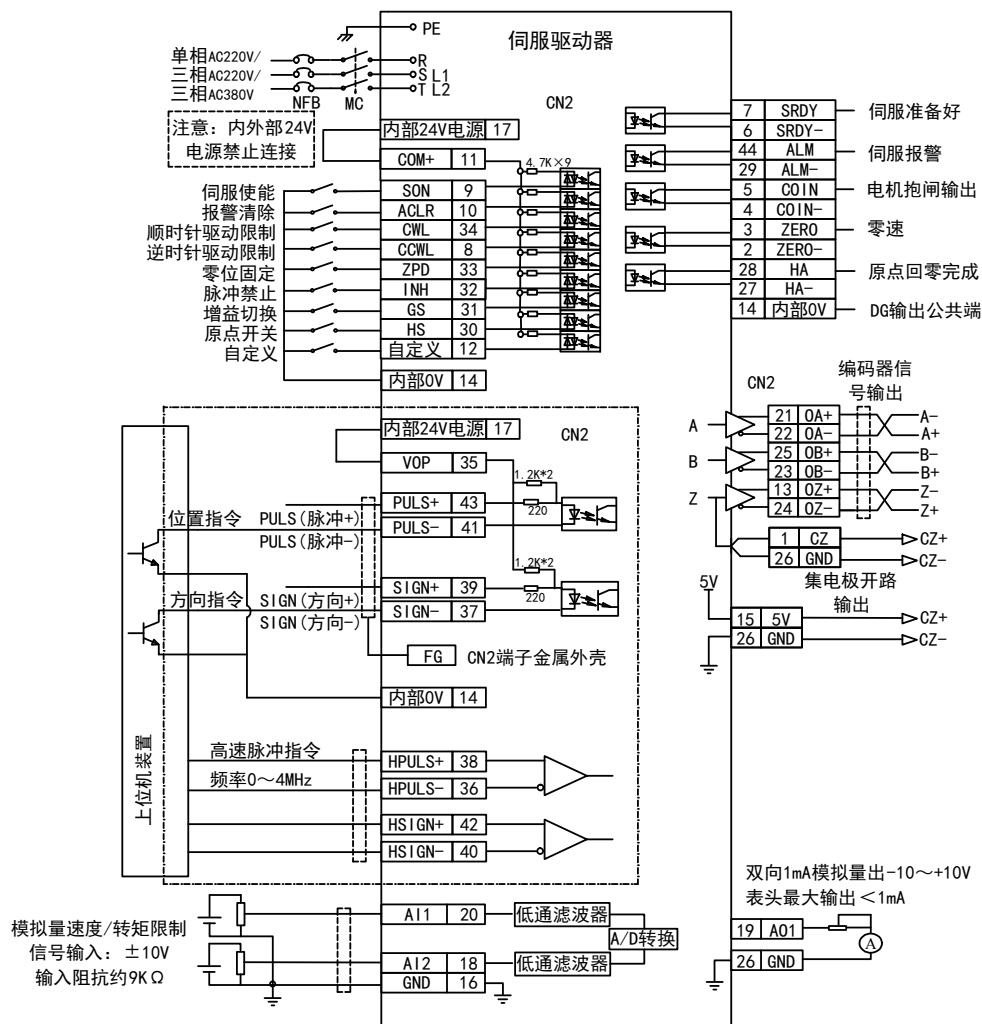 伺服驱动器
PE
单相AC220V/
三相AC220V/
三相AC380V
NFB
MC
R
S L1
T L2
CN2
注意：内外部24V
电源禁止连接
内部24V电源 17
COM+ 11
4.7K×9
伺服使能 SON 9
报警清除 ACLR 10
顺时针驱动限制 CWL 34
逆时针驱动限制 CCWL 8
零位固定 ZPD 33
脉冲禁止 INH 32
增益切换 GS 31
原点开关 HS 30
自定义 自定义 12
内部0V 14
7 SRDY 伺服准备好
6 SRDY-
44 ALM 伺服报警
29 ALM-
5 COIN 电机抱闸输出
4 COIN-
3 ZERO 零速
2 ZERO-
28 HA 原点回零完成
27 HA-
14 内部0V DG输出公共端
内部24V电源 17
CN2
VOP 35
1.2K*2
PULS+ 43
220
位置指令
PULS(脉冲+)
PULS- 41
PULS(脉冲-)
1.2K*2
SIGN+ 39
220
方向指令
SIGN(方向+)
SIGN- 37
SIGN(方向-)
FG CN2端子金属外壳
内部0V 14
上位机装置
高速脉冲指令
HPULS+ 38
频率0～4MHz
HPULS- 36
HSIGN+ 42
HSIGN- 40
编码器信
号输出
CN2
A 21 OA+ A-
22 OA- A+
B 25 OB+ B-
23 OB- B+
Z 13 OZ+ Z-
24 OZ- Z+
1 CZ CZ+
26 GND CZ-
集电极开路
输出
5V
15 5V CZ+
26 GND CZ-
模拟量速度/转矩限制
信号输入：±10V
输入阻抗约9KΩ
AI1 20 低通滤波器
A/D转换
AI2 18 低通滤波器
GND 16
双向1mA模拟量出-10～+10V
表头最大输出＜1mA
19 AO1
A
26 GND